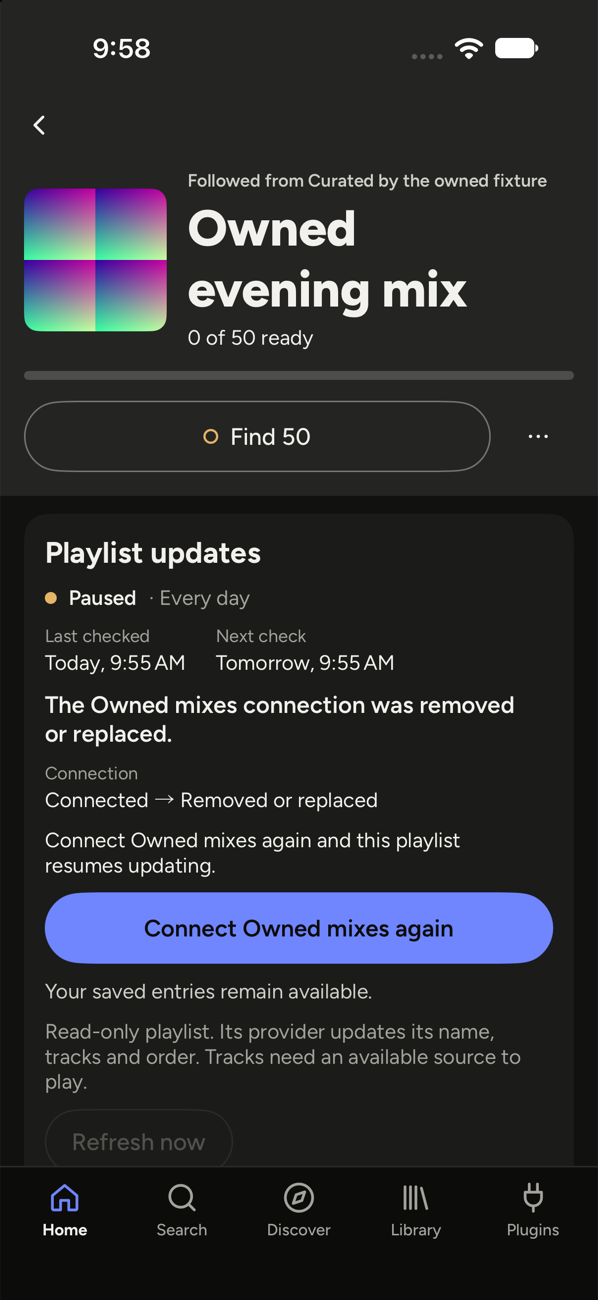 9:58
Followed from Curated by the owned fixture
Owned
evening mix
0 of 50 ready
Find 50
Playlist updates
Paused · Every day
Last checked
Next check
Today, 9:55 AM
Tomorrow, 9:55 AM
The Owned mixes connection was removed
or replaced.
Connection
Connected → Removed or replaced
Connect Owned mixes again and this playlist
resumes updating.
Connect Owned mixes again
Your saved entries remain available.
Read-only playlist. Its provider updates its name,
tracks and order. Tracks need an available source to
play.
Refresh now
Home
Search
Discover
Library
Plugins